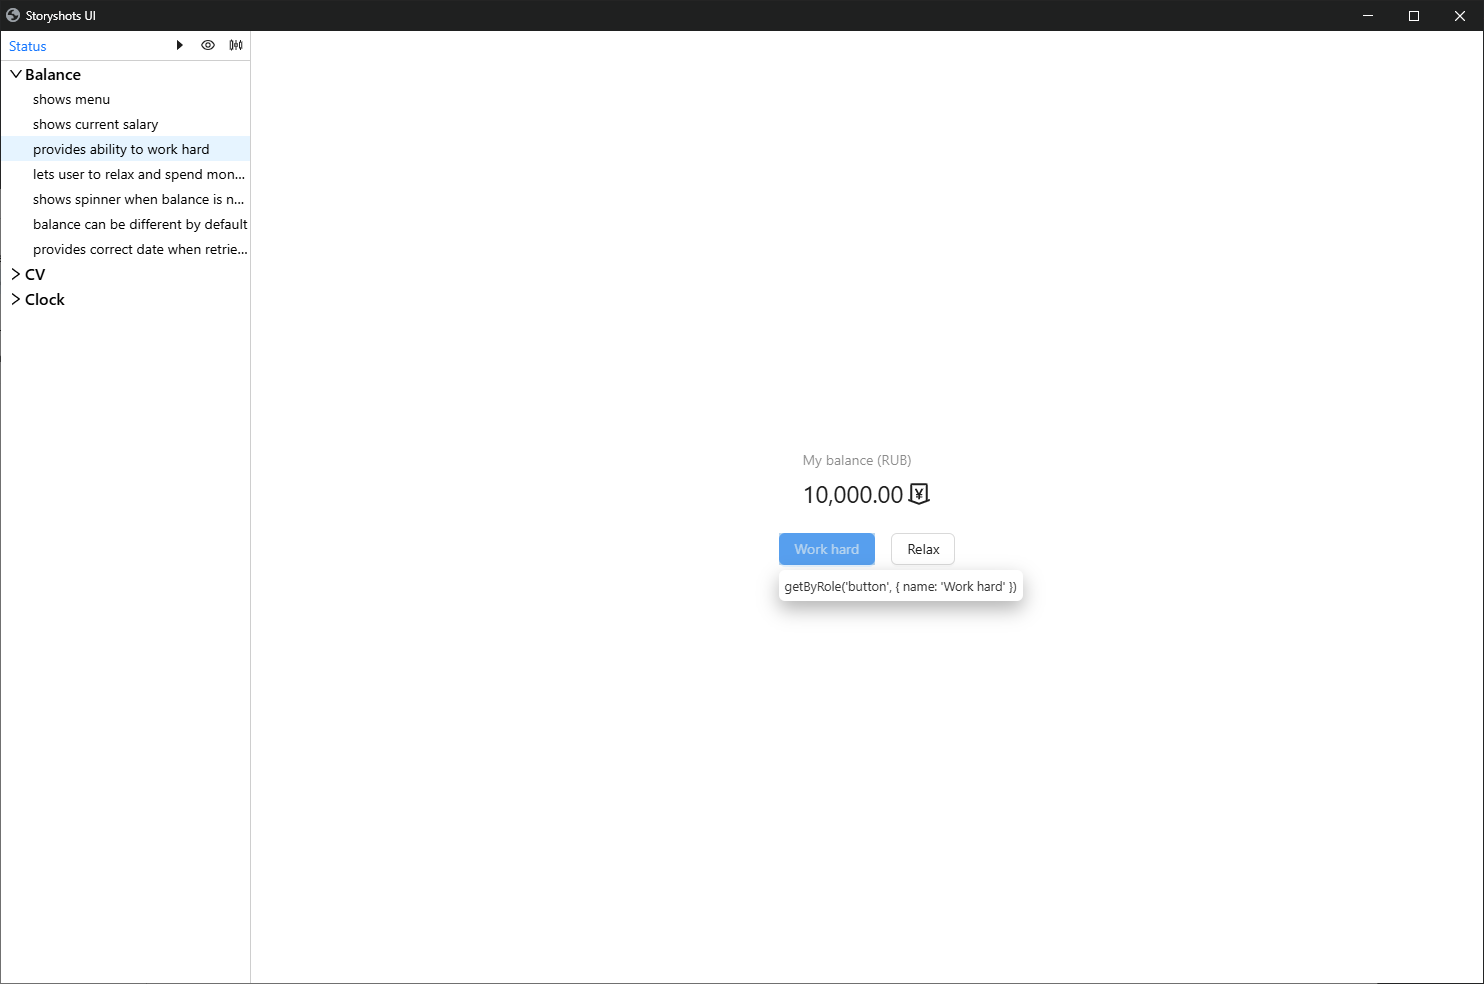 Storyshots UI
Status
Balance
shows menu
shows current salary
provides ability to work hard
lets user to relax and spend mon...
shows spinner when balance is n...
balance can be different by default
provides correct date when retrie...
CV
Clock
My balance (RUB)
10,000.00
Work hard
Relax
getByRole('button', { name: 'Work hard' })